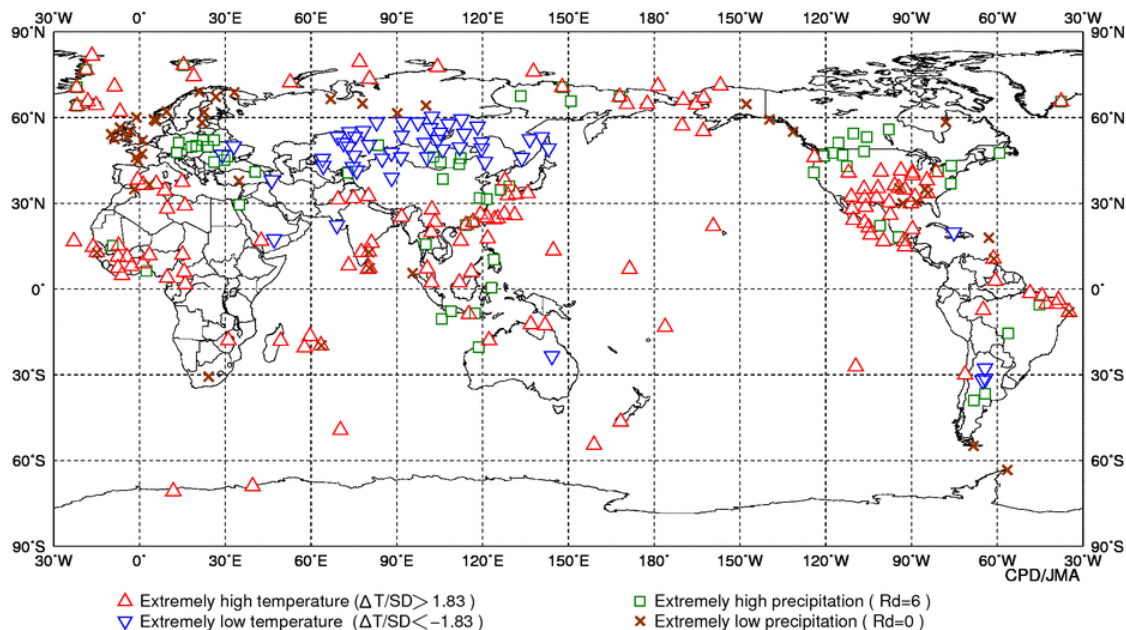 30˚W 0˚ 30˚E 60˚E 90˚E 120˚E 150˚E 180˚ 150˚W 120˚W 90˚W 60˚W 30˚W
90˚N 90˚N
60˚N 60˚N
30˚N 30˚N
0˚ 0˚
30˚S 30˚S
60˚S 60˚S
90˚S 90˚S
30˚W 0˚ 30˚E 60˚E 90˚E 120˚E 150˚E 180˚ 150˚W 120˚W 90˚W 60˚W 30˚W
CPD/JMA
Extremely high temperature (ΔT/SD>1.83) Extremely high precipitation ( Rd=6 )
Extremely low temperature (ΔT/SD<−1.83) Extremely low precipitation ( Rd=0 )